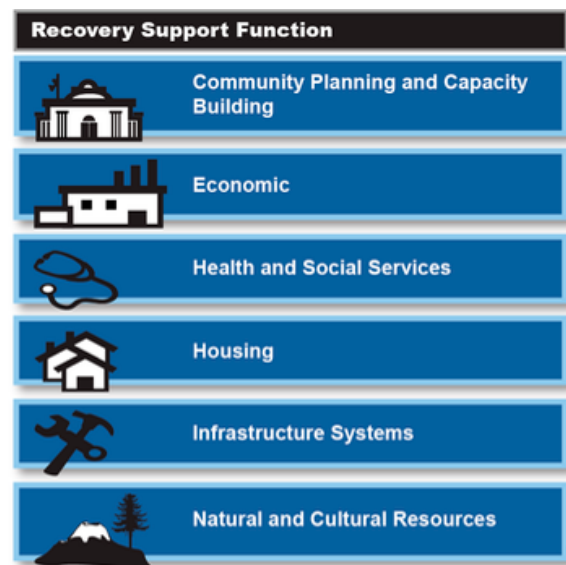 Recovery Support Function
Community Planning and Capacity
Building
Economic
Health and Social Services
Housing
Infrastructure Systems
Natural and Cultural Resources